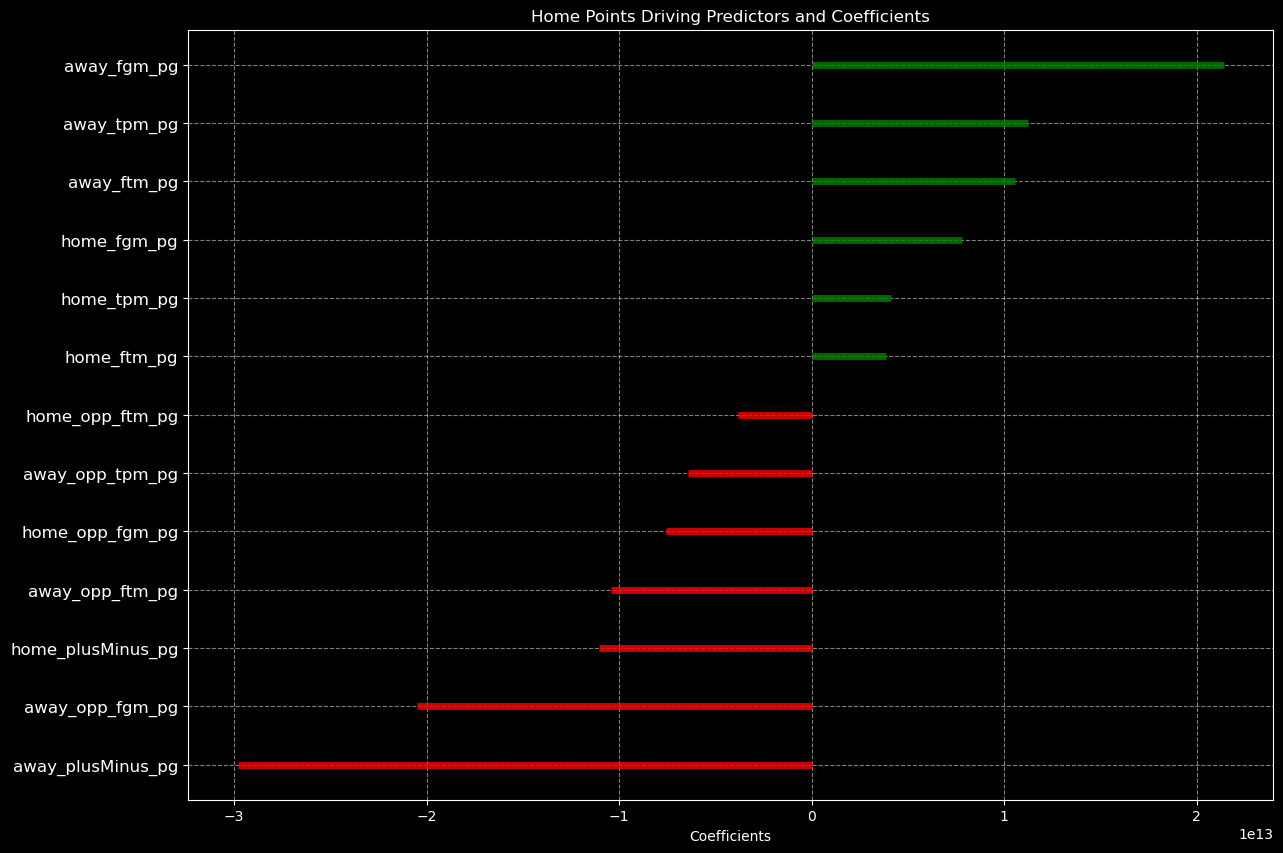 Home Points Driving Predictors and Coefficients
away_fgm_pg
away_tpm_pg
away_ftm_pg
home_fgm_pg
home_tpm_pg
home_ftm_pg
home_opp_ftm_pg
away_opp_tpm_pg
home_opp_fgm_pg
away_opp_ftm_pg
home_plusMinus_pg
away_opp_fgm_pg
away_plusMinus_pg
−3 −2 −1 0 1 2
Coefficients
1e13